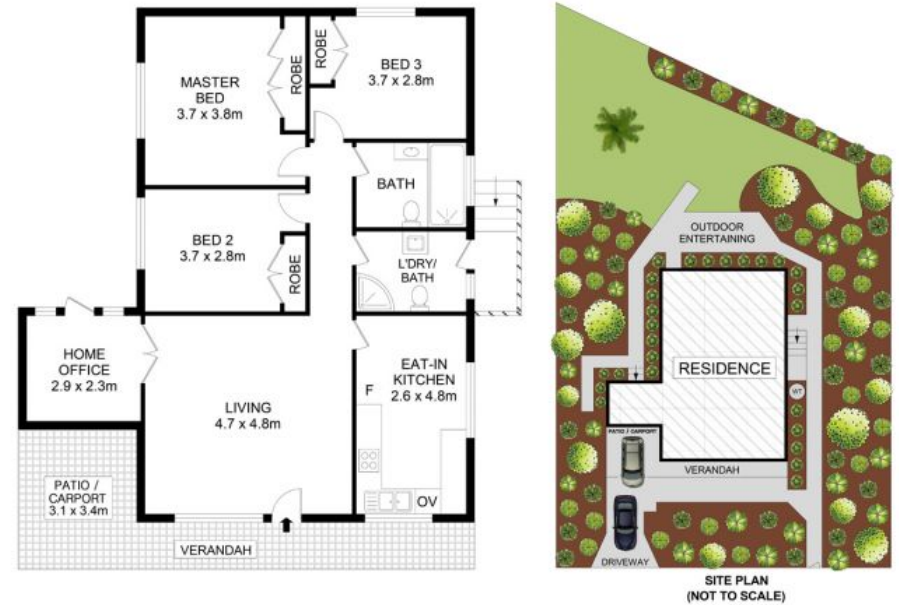 MASTER
BED
3.7 x 3.8m
ROBE
ROBE
BED 3
3.7 x 2.8m
BATH
BED 2
3.7 x 2.8m
ROBE
L'DRY/
BATH
HOME
OFFICE
2.9 x 2.3m
LIVING
4.7 x 4.8m
EAT-IN
KITCHEN
2.6 x 4.8m
F
OV
PATIO /
CARPORT
3.1 x 3.4m
VERANDAH
OUTDOOR
ENTERTAINING
RESIDENCE
WT
PATIO / CARPORT
VERANDAH
DRIVEWAY
SITE PLAN
(NOT TO SCALE)